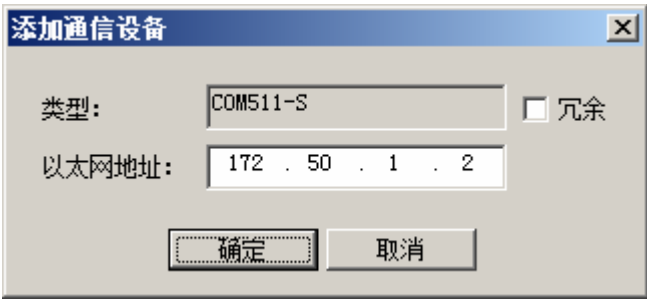 添加通信设备
类型: COM511-S 冗余
以太网地址: 172 . 50 . 1 . 2
确定 取消